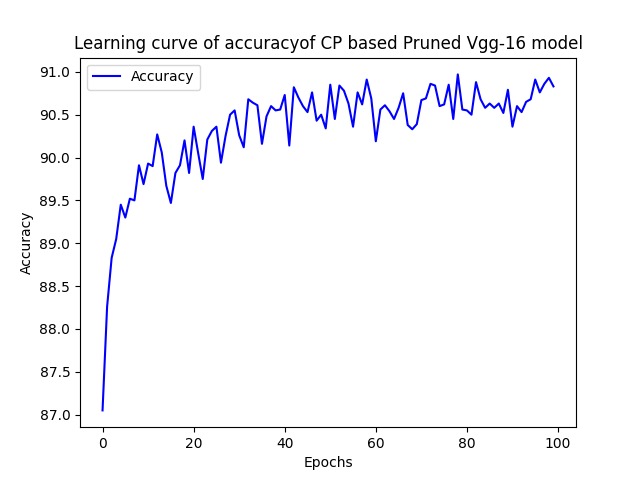 Learning curve of accuracyof CP based Pruned Vgg-16 model
Accuracy
91.0
90.5
90.0
89.5
89.0
88.5
88.0
87.5
87.0
Accuracy
0 20 40 60 80 100
Epochs